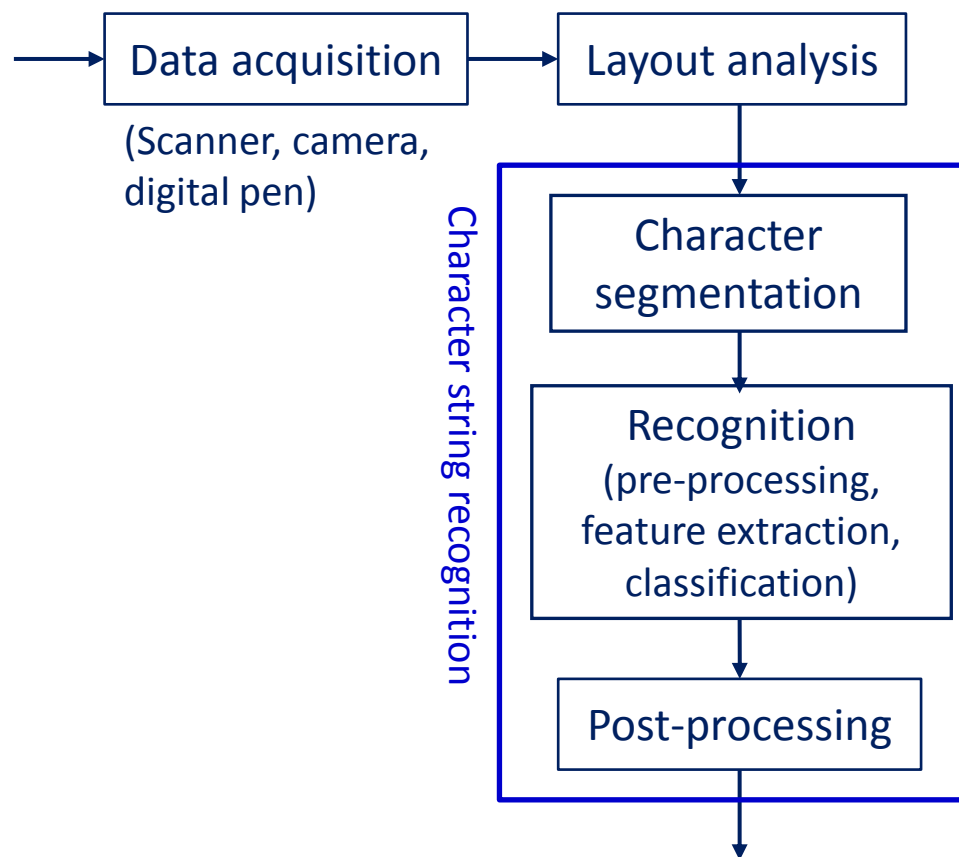 Data acquisition
Layout analysis
(Scanner, camera,
digital pen)
Character string recognition
Character
segmentation
Recognition
(pre-processing,
feature extraction,
classification)
Post-processing